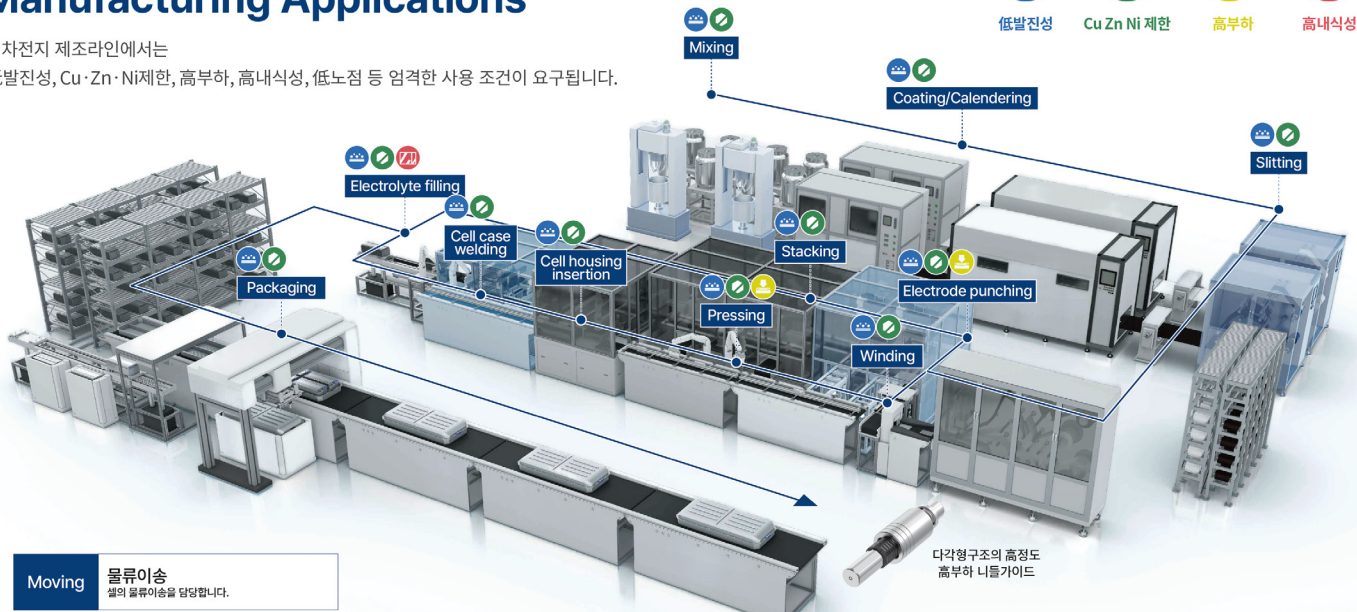 Manufacturing Applications
차전지 제조라인에서는
발진성, Cu·Zn·Ni제한, 高부하, 高내식성, 低노점 등 엄격한 사용 조건이 요구됩니다.
低발진성
Cu Zn Ni 제한
高부하
高내식성
Mixing
Coating/Calendering
Slitting
Electrolyte filling
Cell case
welding
Cell housing
insertion
Stacking
Electrode punching
Packaging
Pressing
Winding
다각형구조의 高정도
高부하 니들가이드
Moving
물류이송
셀의 물류이송을 담당합니다.